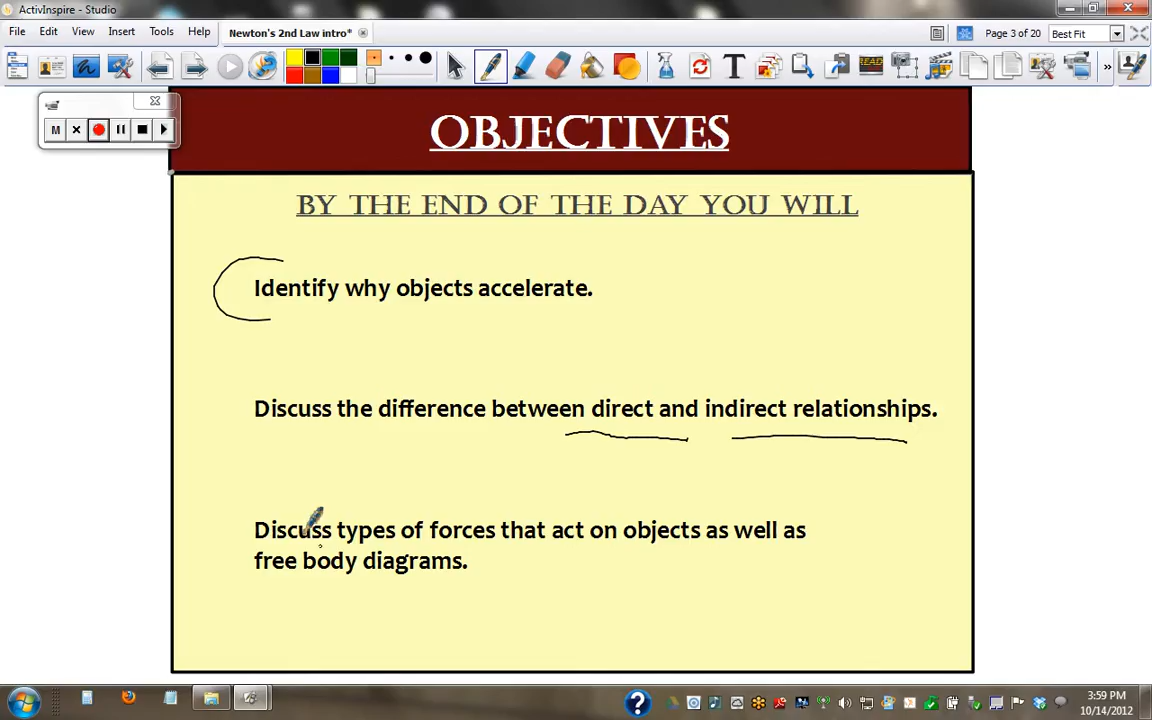 ActivInspire - Studio
File Edit View Insert Tools Help Newton's 2nd Law intro* Page 3 of 20 Best Fit
M
OBJECTIVES
BY THE END OF THE DAY YOU WILL
Identify why objects accelerate.
Discuss the difference between direct and indirect relationships.
Discuss types of forces that act on objects as well as
free body diagrams.
3:59 PM
10/14/2012